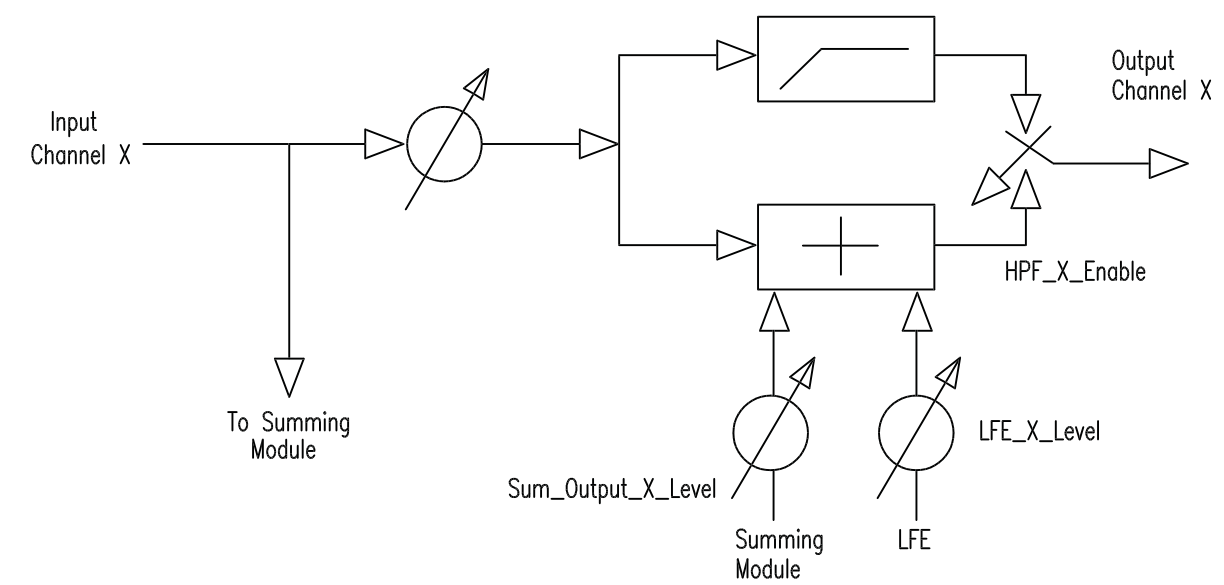 Output
Channel X
Input
Channel X
HPF_X_Enable
To Summing
Module
LFE_X_Level
Sum_Output_X_Level
Summing
Module
LFE